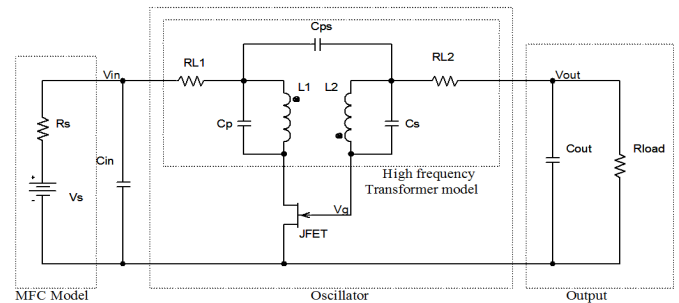 Cps
RL1
RL2
Vin
L1
L2
Vout
Rs
Cp
Cs
Cin
Cout
Rload
+
-
Vs
High frequency
Transformer model
Vg
JFET
MFC Model
Oscillator
Output